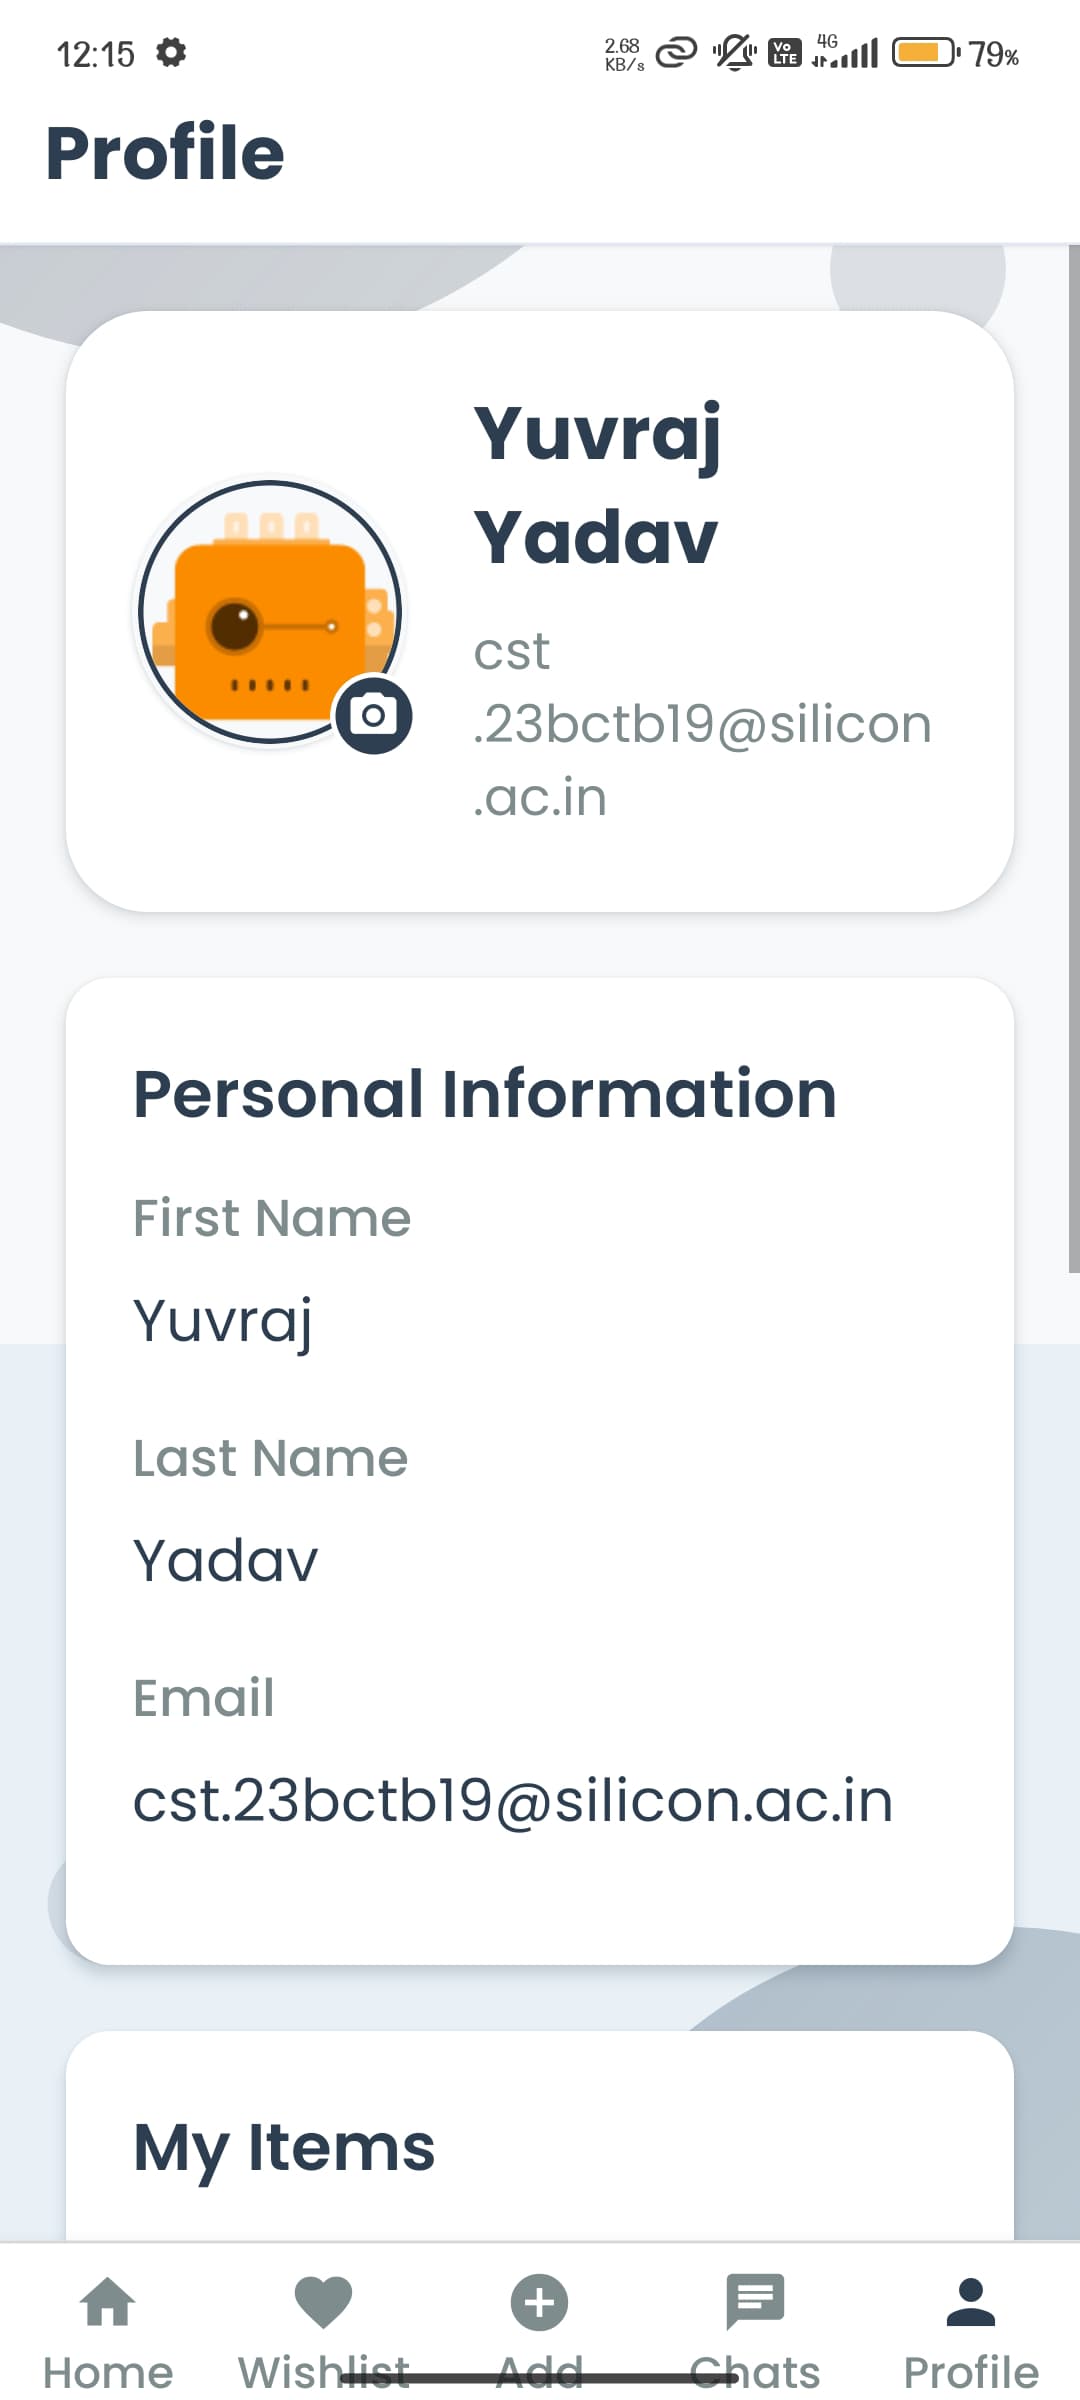 12:15 2.68 KB/s Vo LTE 4G 79%
Profile
Yuvraj
Yadav
cst
.23bctb19@silicon
.ac.in
Personal Information
First Name
Yuvraj
Last Name
Yadav
Email
cst.23bctb19@silicon.ac.in
My Items
Home Wishlist Add Chats Profile